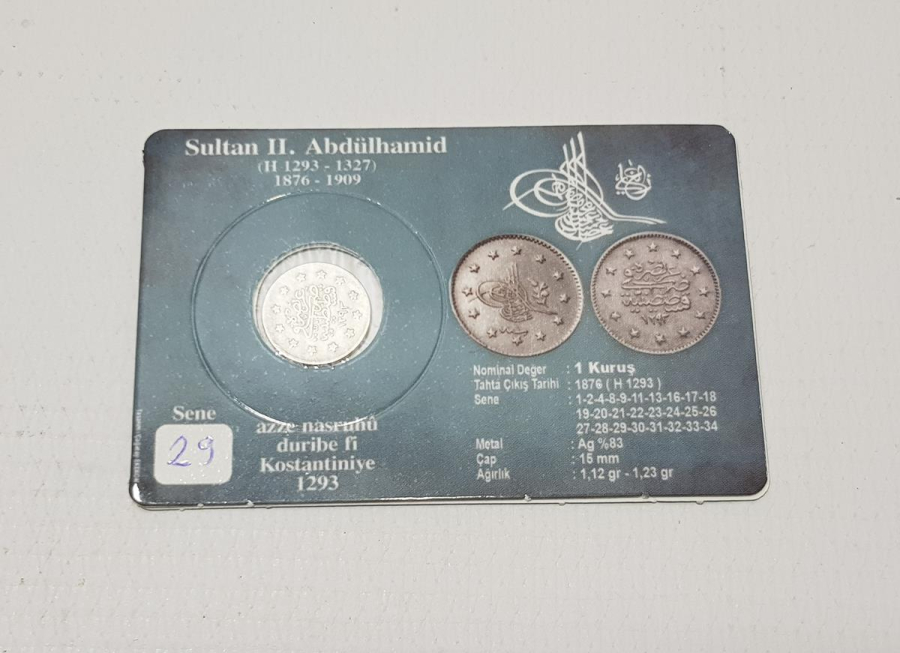 Sultan II. Abdülhamid
(H 1293 - 1327)
1876 - 1909
Nominal Değer : 1 Kuruş
Tahta Çıkış Tarihi : 1876 ( H 1293 )
Sene : 1-2-4-8-9-11-13-16-17-18
19-20-21-22-23-24-25-26
27-28-29-30-31-32-33-34
Metal : Ag %83
Çap : 15 mm
Ağırlık : 1,12 gr - 1,23 gr
Sene
29
azze nasruhû
duribe fî
Kostantiniye
1293